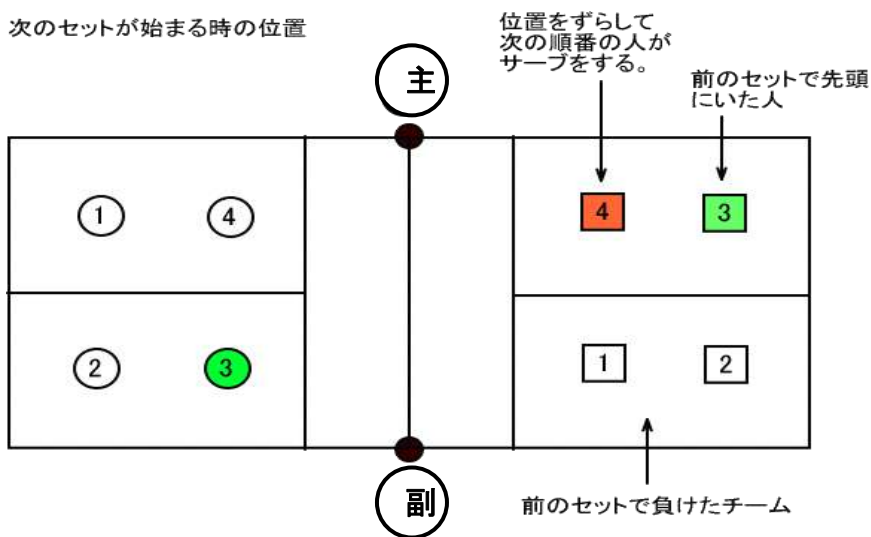 次のセットが始まる時の位置
位置をずらして
次の順番の人が
サーブをする。
前のセットで先頭
にいた人
主
1
4
4
3
2
3
1
2
副
前のセットで負けたチーム